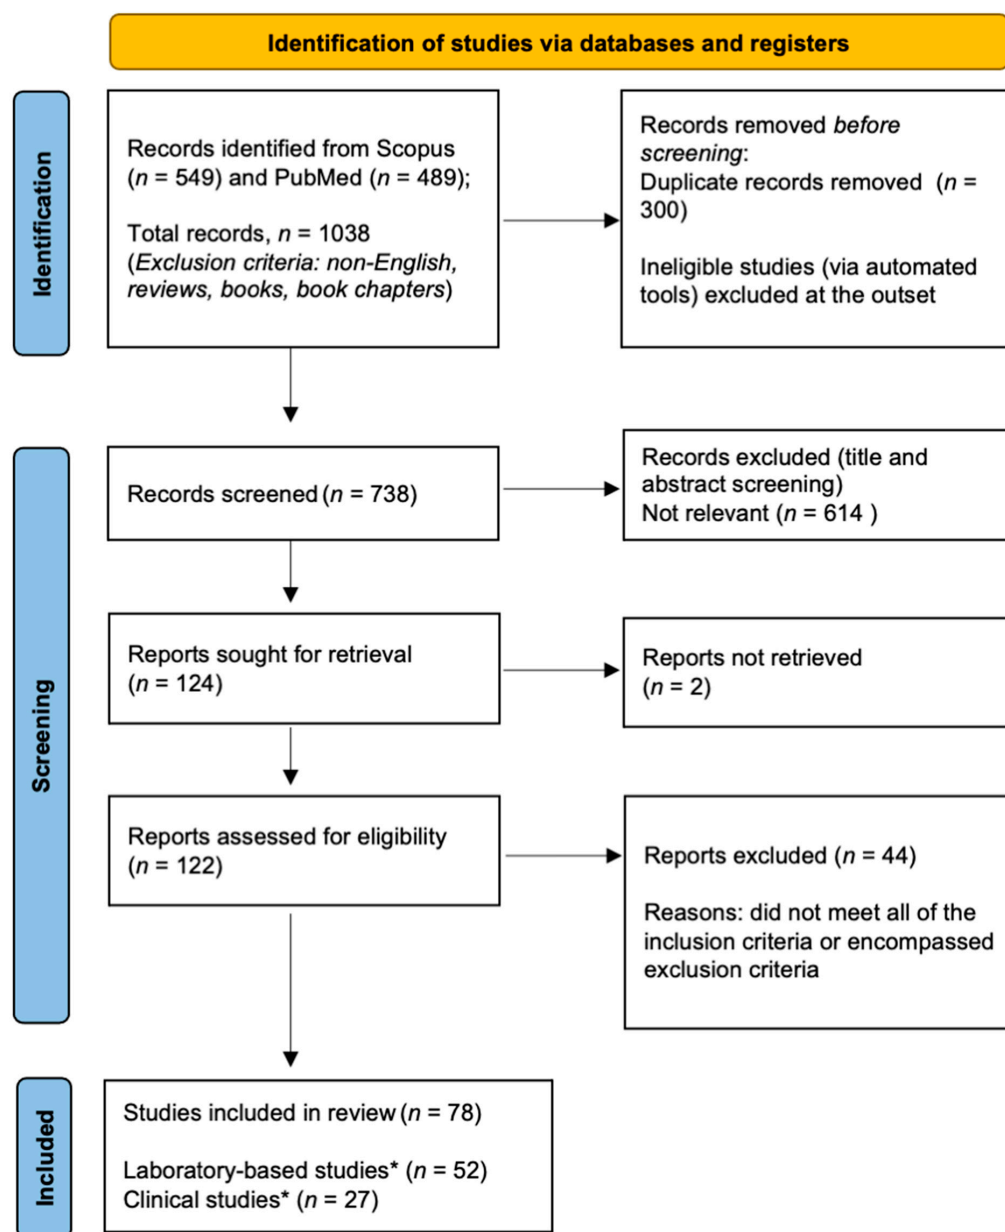 Identification of studies via databases and registers
Identification
Records identified from Scopus
(n = 549) and PubMed (n = 489);
Total records, n = 1038
(Exclusion criteria: non-English,
reviews, books, book chapters)
Records removed before
screening:
Duplicate records removed (n =
300)
Ineligible studies (via automated
tools) excluded at the outset
Screening
Records screened (n = 738)
Records excluded (title and
abstract screening)
Not relevant (n = 614 )
Reports sought for retrieval
(n = 124)
Reports not retrieved
(n = 2)
Reports assessed for eligibility
(n = 122)
Reports excluded (n = 44)
Reasons: did not meet all of the
inclusion criteria or encompassed
exclusion criteria
Included
Studies included in review (n = 78)
Laboratory-based studies* (n = 52)
Clinical studies* (n = 27)